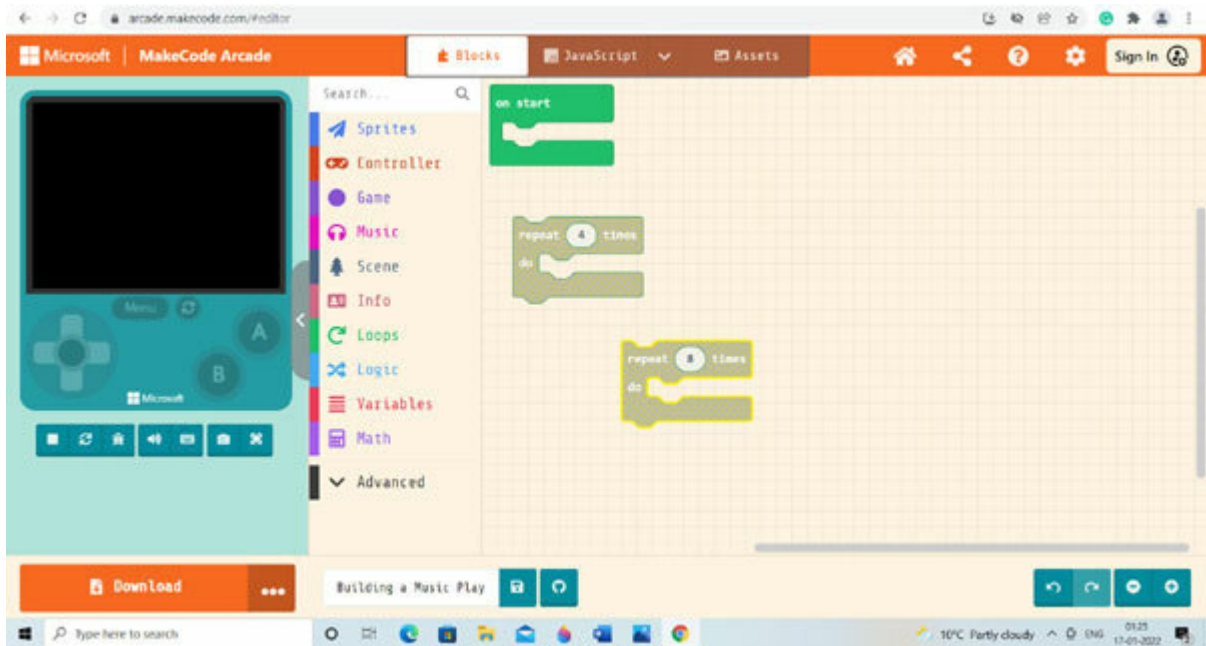 arcade.makecode.com/#editor
Microsoft | MakeCode Arcade
Blocks
JavaScript
Assets
Sign In
Search...
Sprites
Controller
Game
Music
Scene
Info
Loops
Logic
Variables
Math
Advanced
Menu
A
B
Microsoft
on start
repeat 4 times
do
repeat 8 times
do
Download
Building a Music Play
Type here to search
10°C Partly cloudy
ENG
01:25
17-01-2022